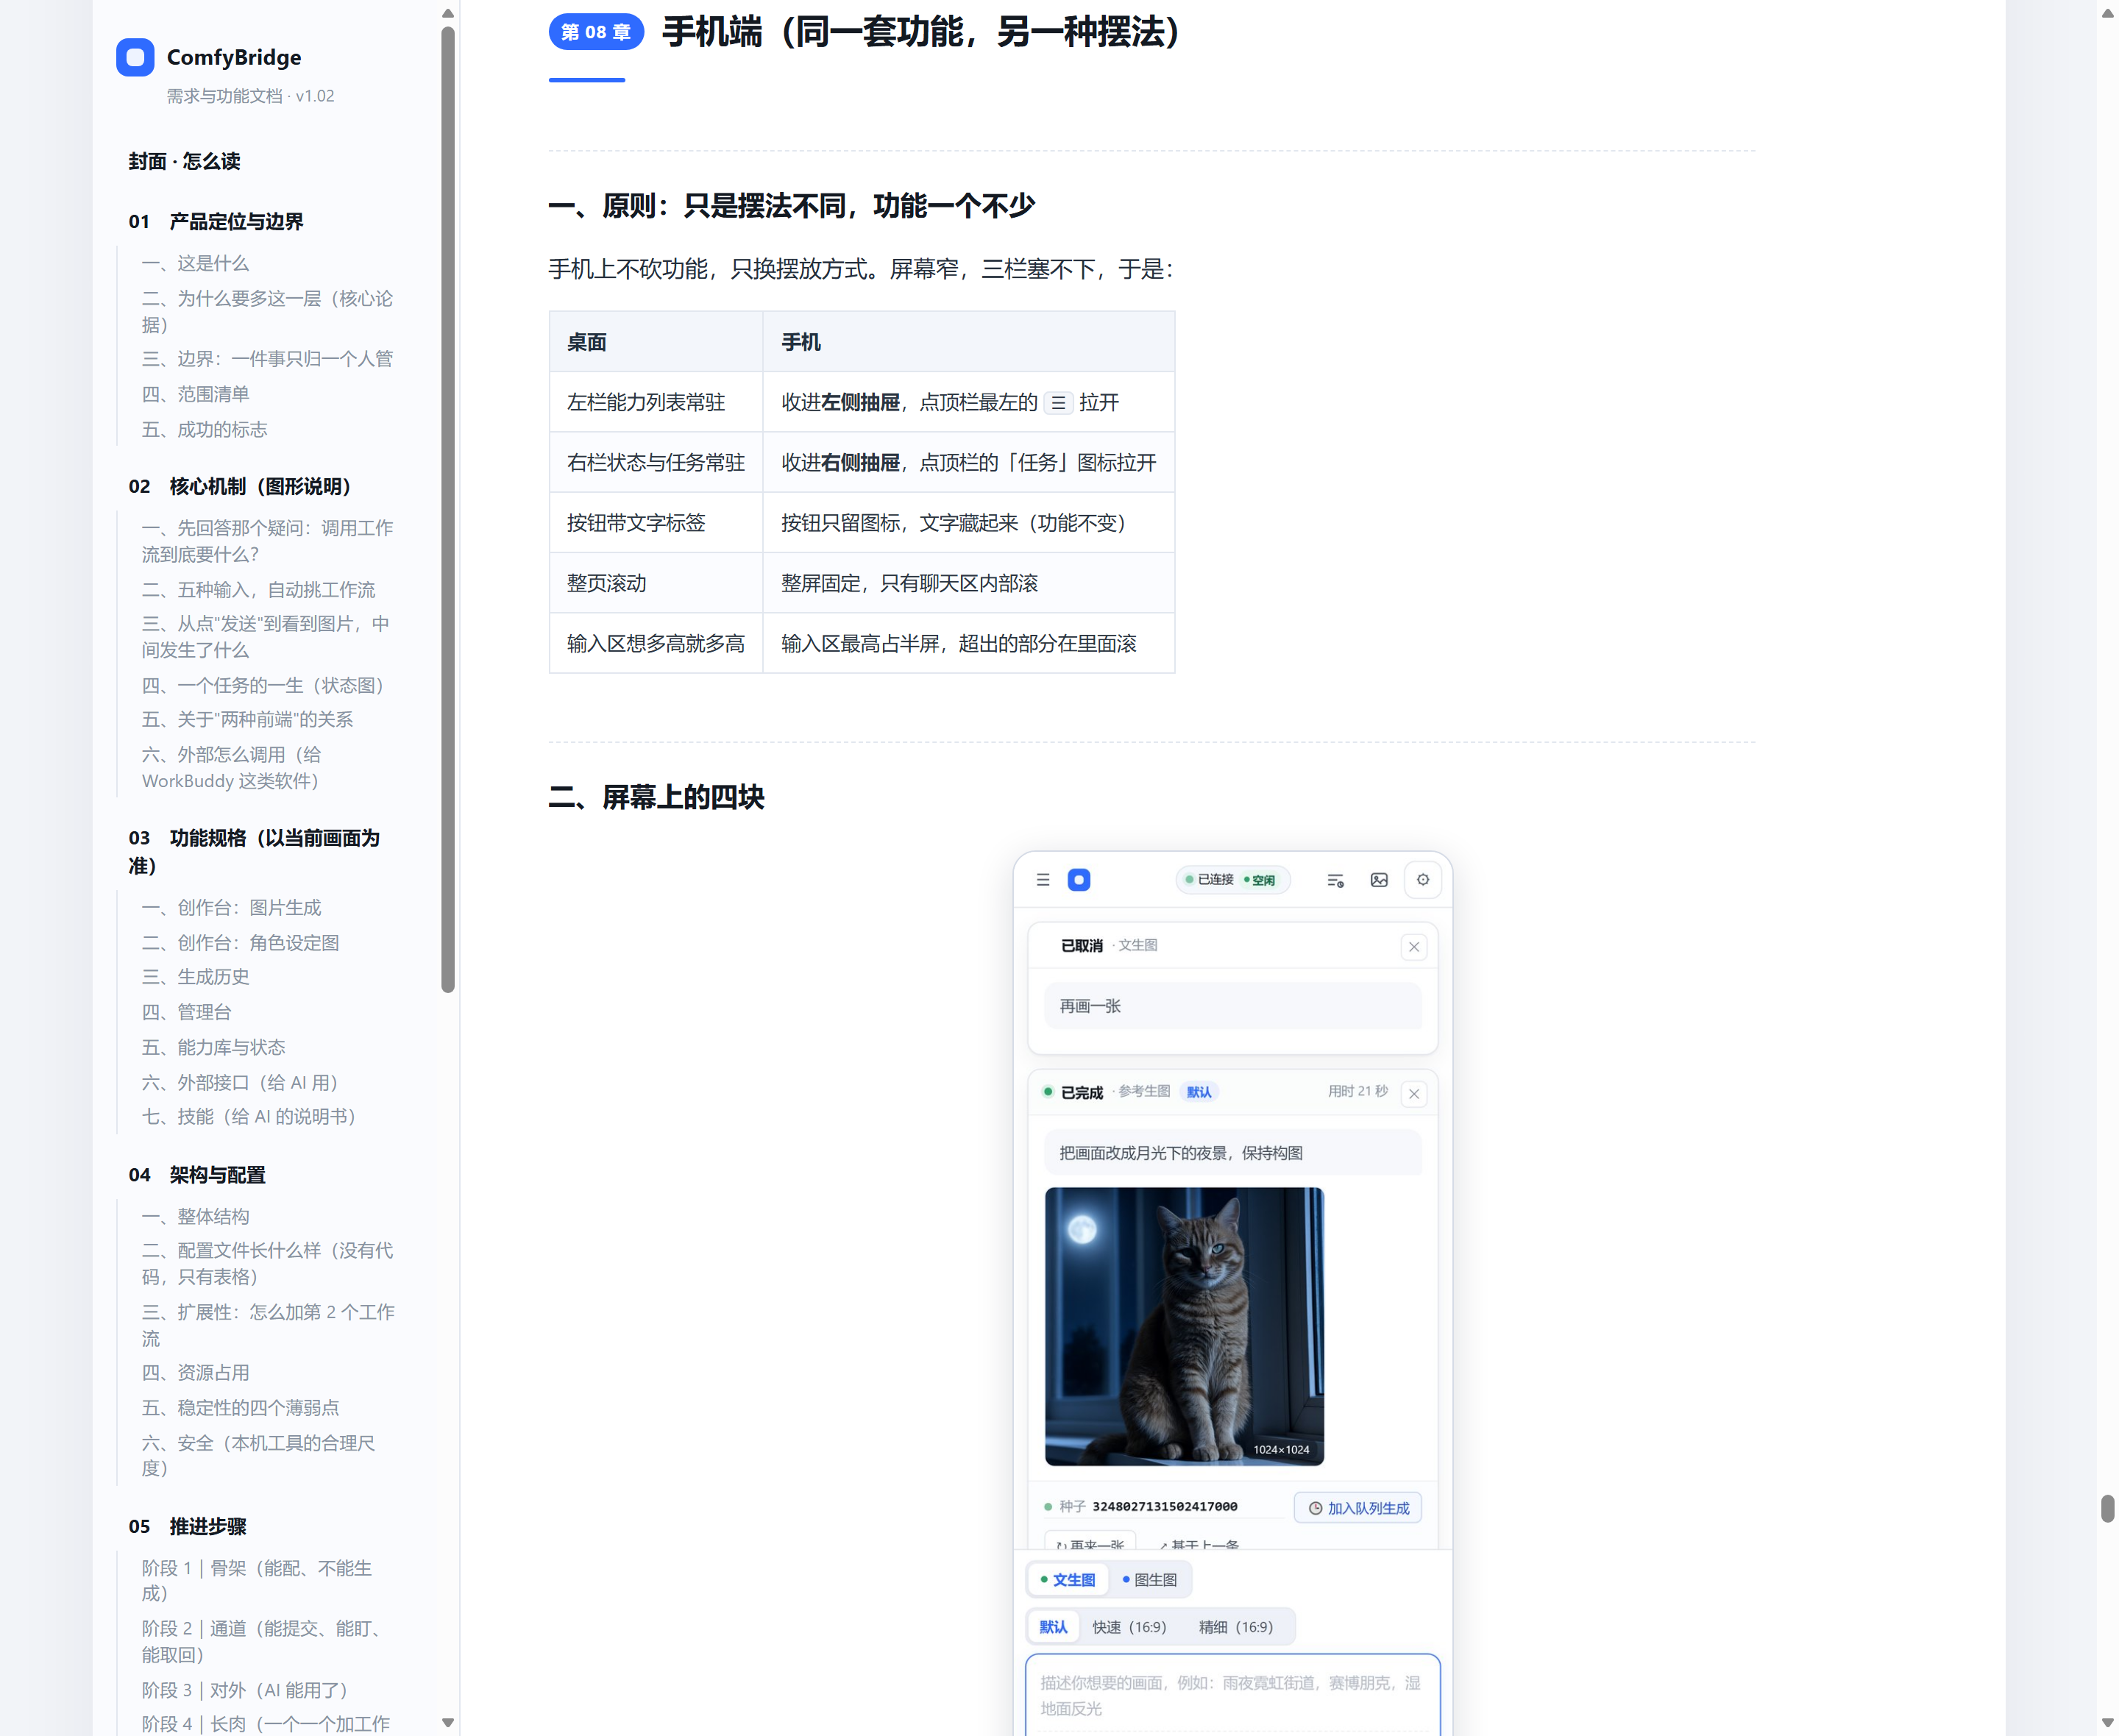 ComfyBridge
需求与功能文档 · v1.02
封面 · 怎么读
01 产品定位与边界
一、这是什么
二、为什么要多这一层（核心论
据）
三、边界：一件事只归一个人管
四、范围清单
五、成功的标志
02 核心机制（图形说明）
一、先回答那个疑问：调用工作
流到底要什么？
二、五种输入，自动挑工作流
三、从点"发送"到看到图片，中
间发生了什么
四、一个任务的一生（状态图）
五、关于"两种前端"的关系
六、外部怎么调用（给
WorkBuddy 这类软件）
03 功能规格（以当前画面为
准）
一、创作台：图片生成
二、创作台：角色设定图
三、生成历史
四、管理台
五、能力库与状态
六、外部接口（给 AI 用）
七、技能（给 AI 的说明书）
04 架构与配置
一、整体结构
二、配置文件长什么样（没有代
码，只有表格）
三、扩展性：怎么加第 2 个工作
流
四、资源占用
五、稳定性的四个薄弱点
六、安全（本机工具的合理尺
度）
05 推进步骤
阶段 1｜骨架（能配、不能生
成）
阶段 2｜通道（能提交、能盯、
能取回）
阶段 3｜对外（AI 能用了）
阶段 4｜长肉（一个一个加工作
第 08 章 手机端（同一套功能，另一种摆法）
一、原则：只是摆法不同，功能一个不少
手机上不砍功能，只换摆放方式。屏幕窄，三栏塞不下，于是：
桌面 手机
左栏能力列表常驻 收进左侧抽屉，点顶栏最左的 ☰ 拉开
右栏状态与任务常驻 收进右侧抽屉，点顶栏的「任务」图标拉开
按钮带文字标签 按钮只留图标，文字藏起来（功能不变）
整页滚动 整屏固定，只有聊天区内部滚
输入区想多高就多高 输入区最高占半屏，超出的部分在里面滚
二、屏幕上的四块
已连接 空闲
已取消 · 文生图
再画一张
已完成 · 参考生图 默认 用时 21 秒
把画面改成月光下的夜景，保持构图
1024×1024
种子 3248027131502417000 加入队列生成
再来一张 基于上一条
文生图 图生图
默认 快速（16:9） 精细（16:9）
描述你想要的画面，例如：雨夜霓虹街道，赛博朋克，湿
地面反光